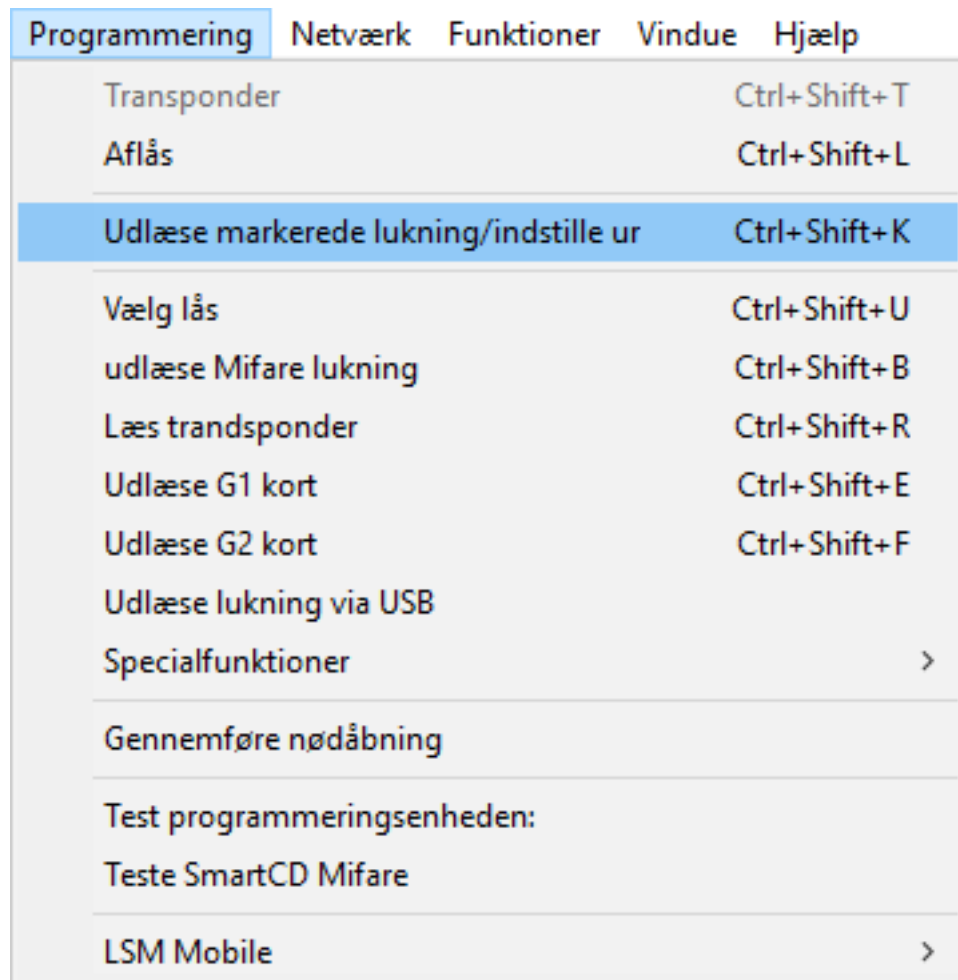 Programmering Netværk Funktioner Vindue Hjælp
Transponder Ctrl+Shift+T
Aflås Ctrl+Shift+L
Udlæse markerede lukning/indstille ur Ctrl+Shift+K
Vælg lås Ctrl+Shift+U
udlæse Mifare lukning Ctrl+Shift+B
Læs trandsponder Ctrl+Shift+R
Udlæse G1 kort Ctrl+Shift+E
Udlæse G2 kort Ctrl+Shift+F
Udlæse lukning via USB
Specialfunktioner
Gennemføre nødåbning
Test programmeringsenheden:
Teste SmartCD Mifare
LSM Mobile